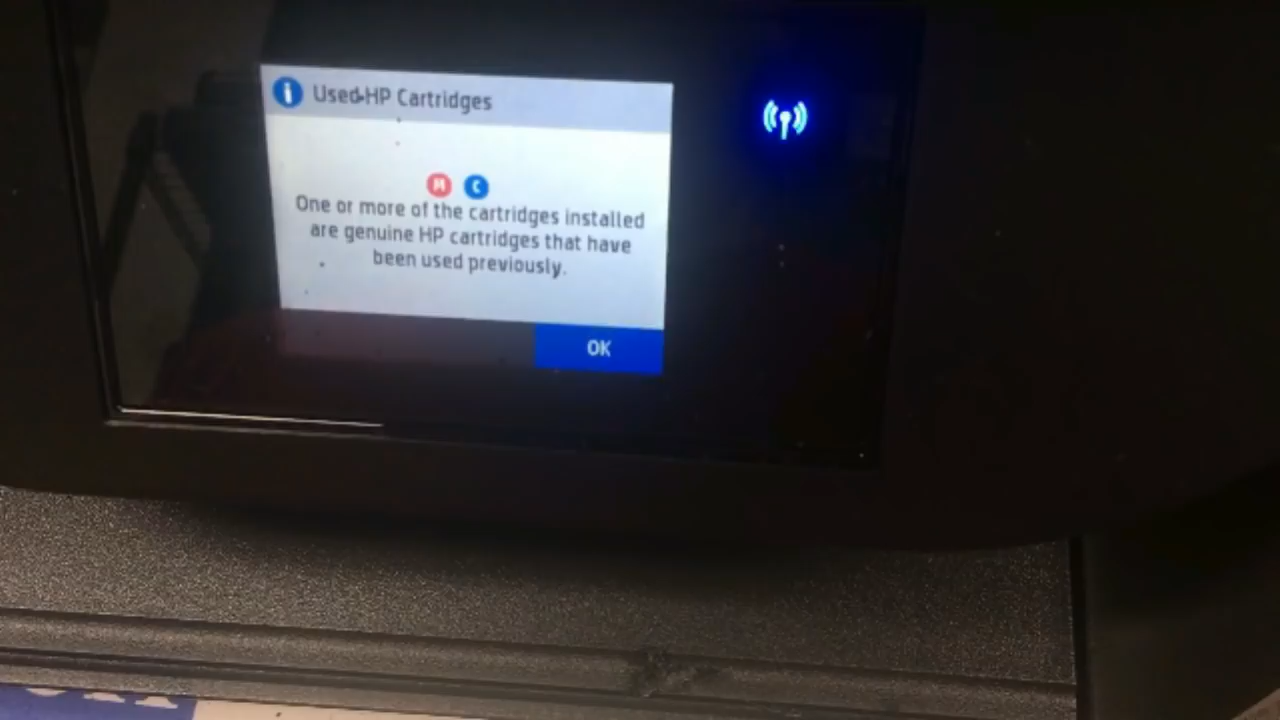 Used HP Cartridges
M C
One or more of the cartridges installed
are genuine HP cartridges that have
been used previously.
OK